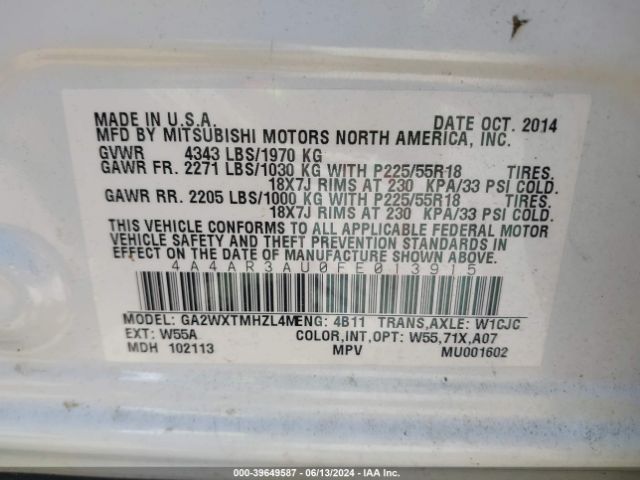 MADE IN U.S.A. DATE OCT. 2014
MFD BY MITSUBISHI MOTORS NORTH AMERICA, INC.
GVWR 4343 LBS/1970 KG
GAWR FR. 2271 LBS/1030 KG WITH P225/55R18 TIRES.
18X7J RIMS AT 230 KPA/33 PSI COLD.
GAWR RR. 2205 LBS/1000 KG WITH P225/55R18 TIRES.
18X7J RIMS AT 230 KPA/33 PSI COLD.
THIS VEHICLE CONFORMS TO ALL APPLICABLE FEDERAL MOTOR
VEHICLE SAFETY AND THEFT PREVENTION STANDARDS IN
EFFECT ON THE DATE OF MANUFACTURE SHOWN ABOVE.
4A4AR3AU0FE013915
MODEL: GA2WXTMHZL4MENG: 4B11 TRANS,AXLE: W1CJC
EXT: W55A COLOR,INT,OPT: W55,71X,A07
MDH 102113 MPV MU001602
000-39649587 - 06/13/2024 - IAAI.COM